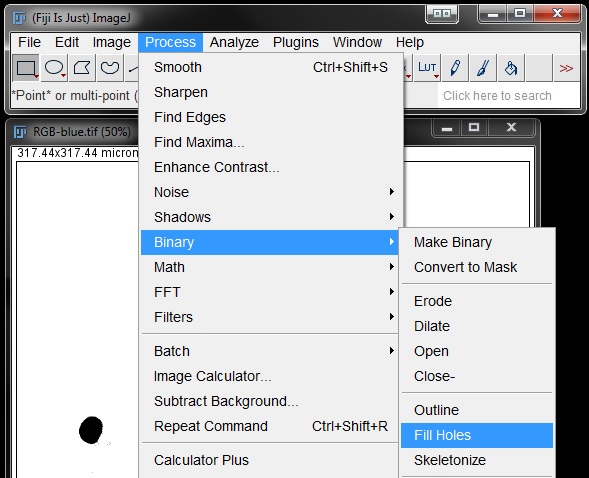 (Fiji Is Just) ImageJ
File Edit Image Process Analyze Plugins Window Help
LUT >>
*Point* or multi-point ( Click here to search
RGB-blue.tif (50%)
317.44x317.44 micron
Smooth Ctrl+Shift+S
Sharpen
Find Edges
Find Maxima...
Enhance Contrast...
Noise
Shadows
Binary
Math
FFT
Filters
Batch
Image Calculator...
Subtract Background...
Repeat Command Ctrl+Shift+R
Calculator Plus
Make Binary
Convert to Mask
Erode
Dilate
Open
Close-
Outline
Fill Holes
Skeletonize